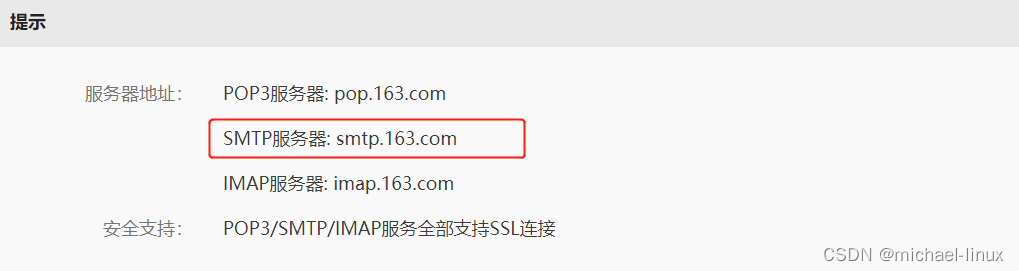 提示
服务器地址： POP3服务器: pop.163.com
SMTP服务器: smtp.163.com
IMAP服务器: imap.163.com
安全支持： POP3/SMTP/IMAP服务全部支持SSL连接
CSDN @michael-linux